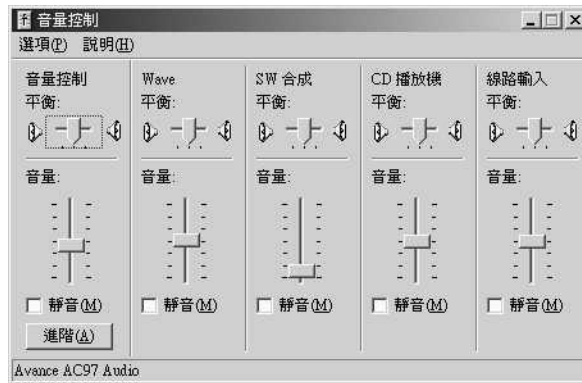 音量控制
選項(P) 說明(H)
音量控制 Wave SW 合成 CD 播放機 線路輸入
平衡: 平衡: 平衡: 平衡: 平衡:
音量: 音量: 音量: 音量: 音量:
靜音(M) 靜音(M) 靜音(M) 靜音(M) 靜音(M)
進階(A)
Avance AC97 Audio